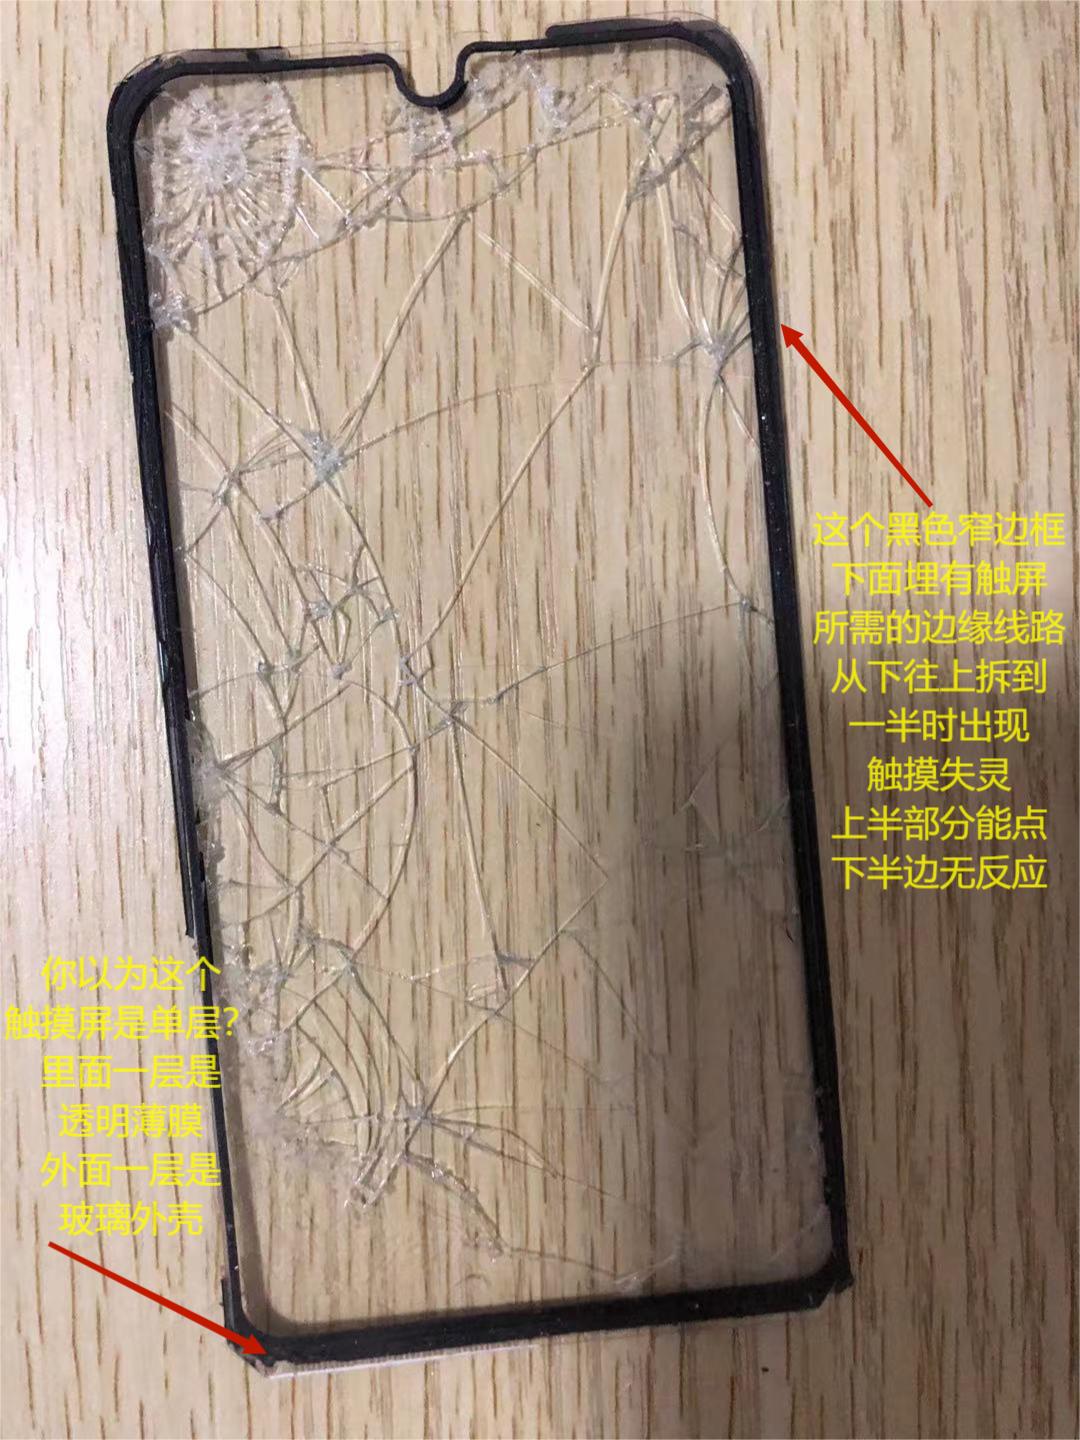 这个黑色窄边框
下面埋有触屏
所需的边缘线路
从下往上拆到
一半时出现
触摸失灵
上半部分能点
下半边无反应
你以为这个
触摸屏是单层?
里面一层是
透明薄膜
外面一层是
玻璃外壳